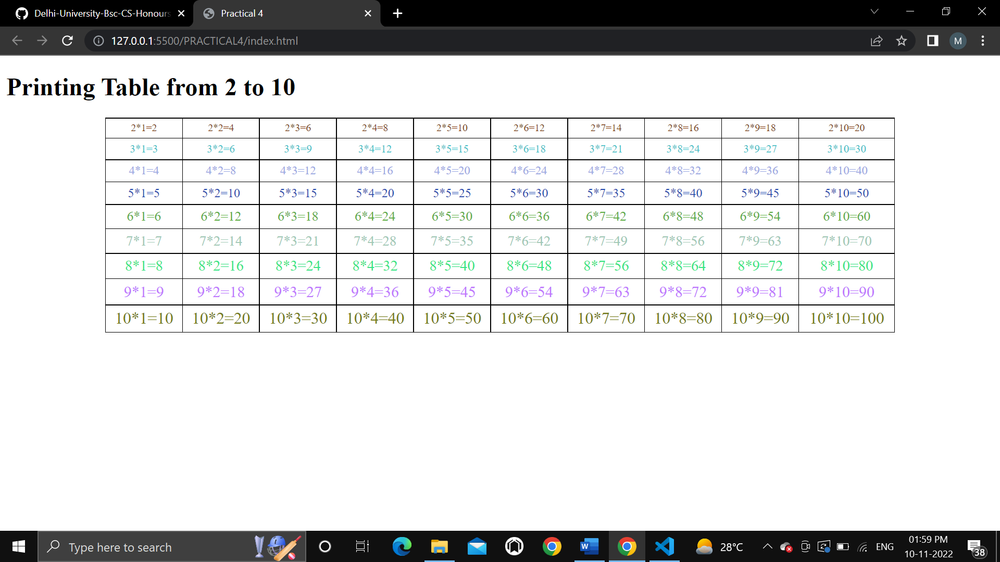 Delhi-University-Bsc-CS-Honours
Practical 4
127.0.0.1:5500/PRACTICAL4/index.html
M
Printing Table from 2 to 10
2*1=2 2*2=4 2*3=6 2*4=8 2*5=10 2*6=12 2*7=14 2*8=16 2*9=18 2*10=20
3*1=3 3*2=6 3*3=9 3*4=12 3*5=15 3*6=18 3*7=21 3*8=24 3*9=27 3*10=30
4*1=4 4*2=8 4*3=12 4*4=16 4*5=20 4*6=24 4*7=28 4*8=32 4*9=36 4*10=40
5*1=5 5*2=10 5*3=15 5*4=20 5*5=25 5*6=30 5*7=35 5*8=40 5*9=45 5*10=50
6*1=6 6*2=12 6*3=18 6*4=24 6*5=30 6*6=36 6*7=42 6*8=48 6*9=54 6*10=60
7*1=7 7*2=14 7*3=21 7*4=28 7*5=35 7*6=42 7*7=49 7*8=56 7*9=63 7*10=70
8*1=8 8*2=16 8*3=24 8*4=32 8*5=40 8*6=48 8*7=56 8*8=64 8*9=72 8*10=80
9*1=9 9*2=18 9*3=27 9*4=36 9*5=45 9*6=54 9*7=63 9*8=72 9*9=81 9*10=90
10*1=10 10*2=20 10*3=30 10*4=40 10*5=50 10*6=60 10*7=70 10*8=80 10*9=90 10*10=100
Type here to search
W
28°C
ENG
01:59 PM
10-11-2022
38